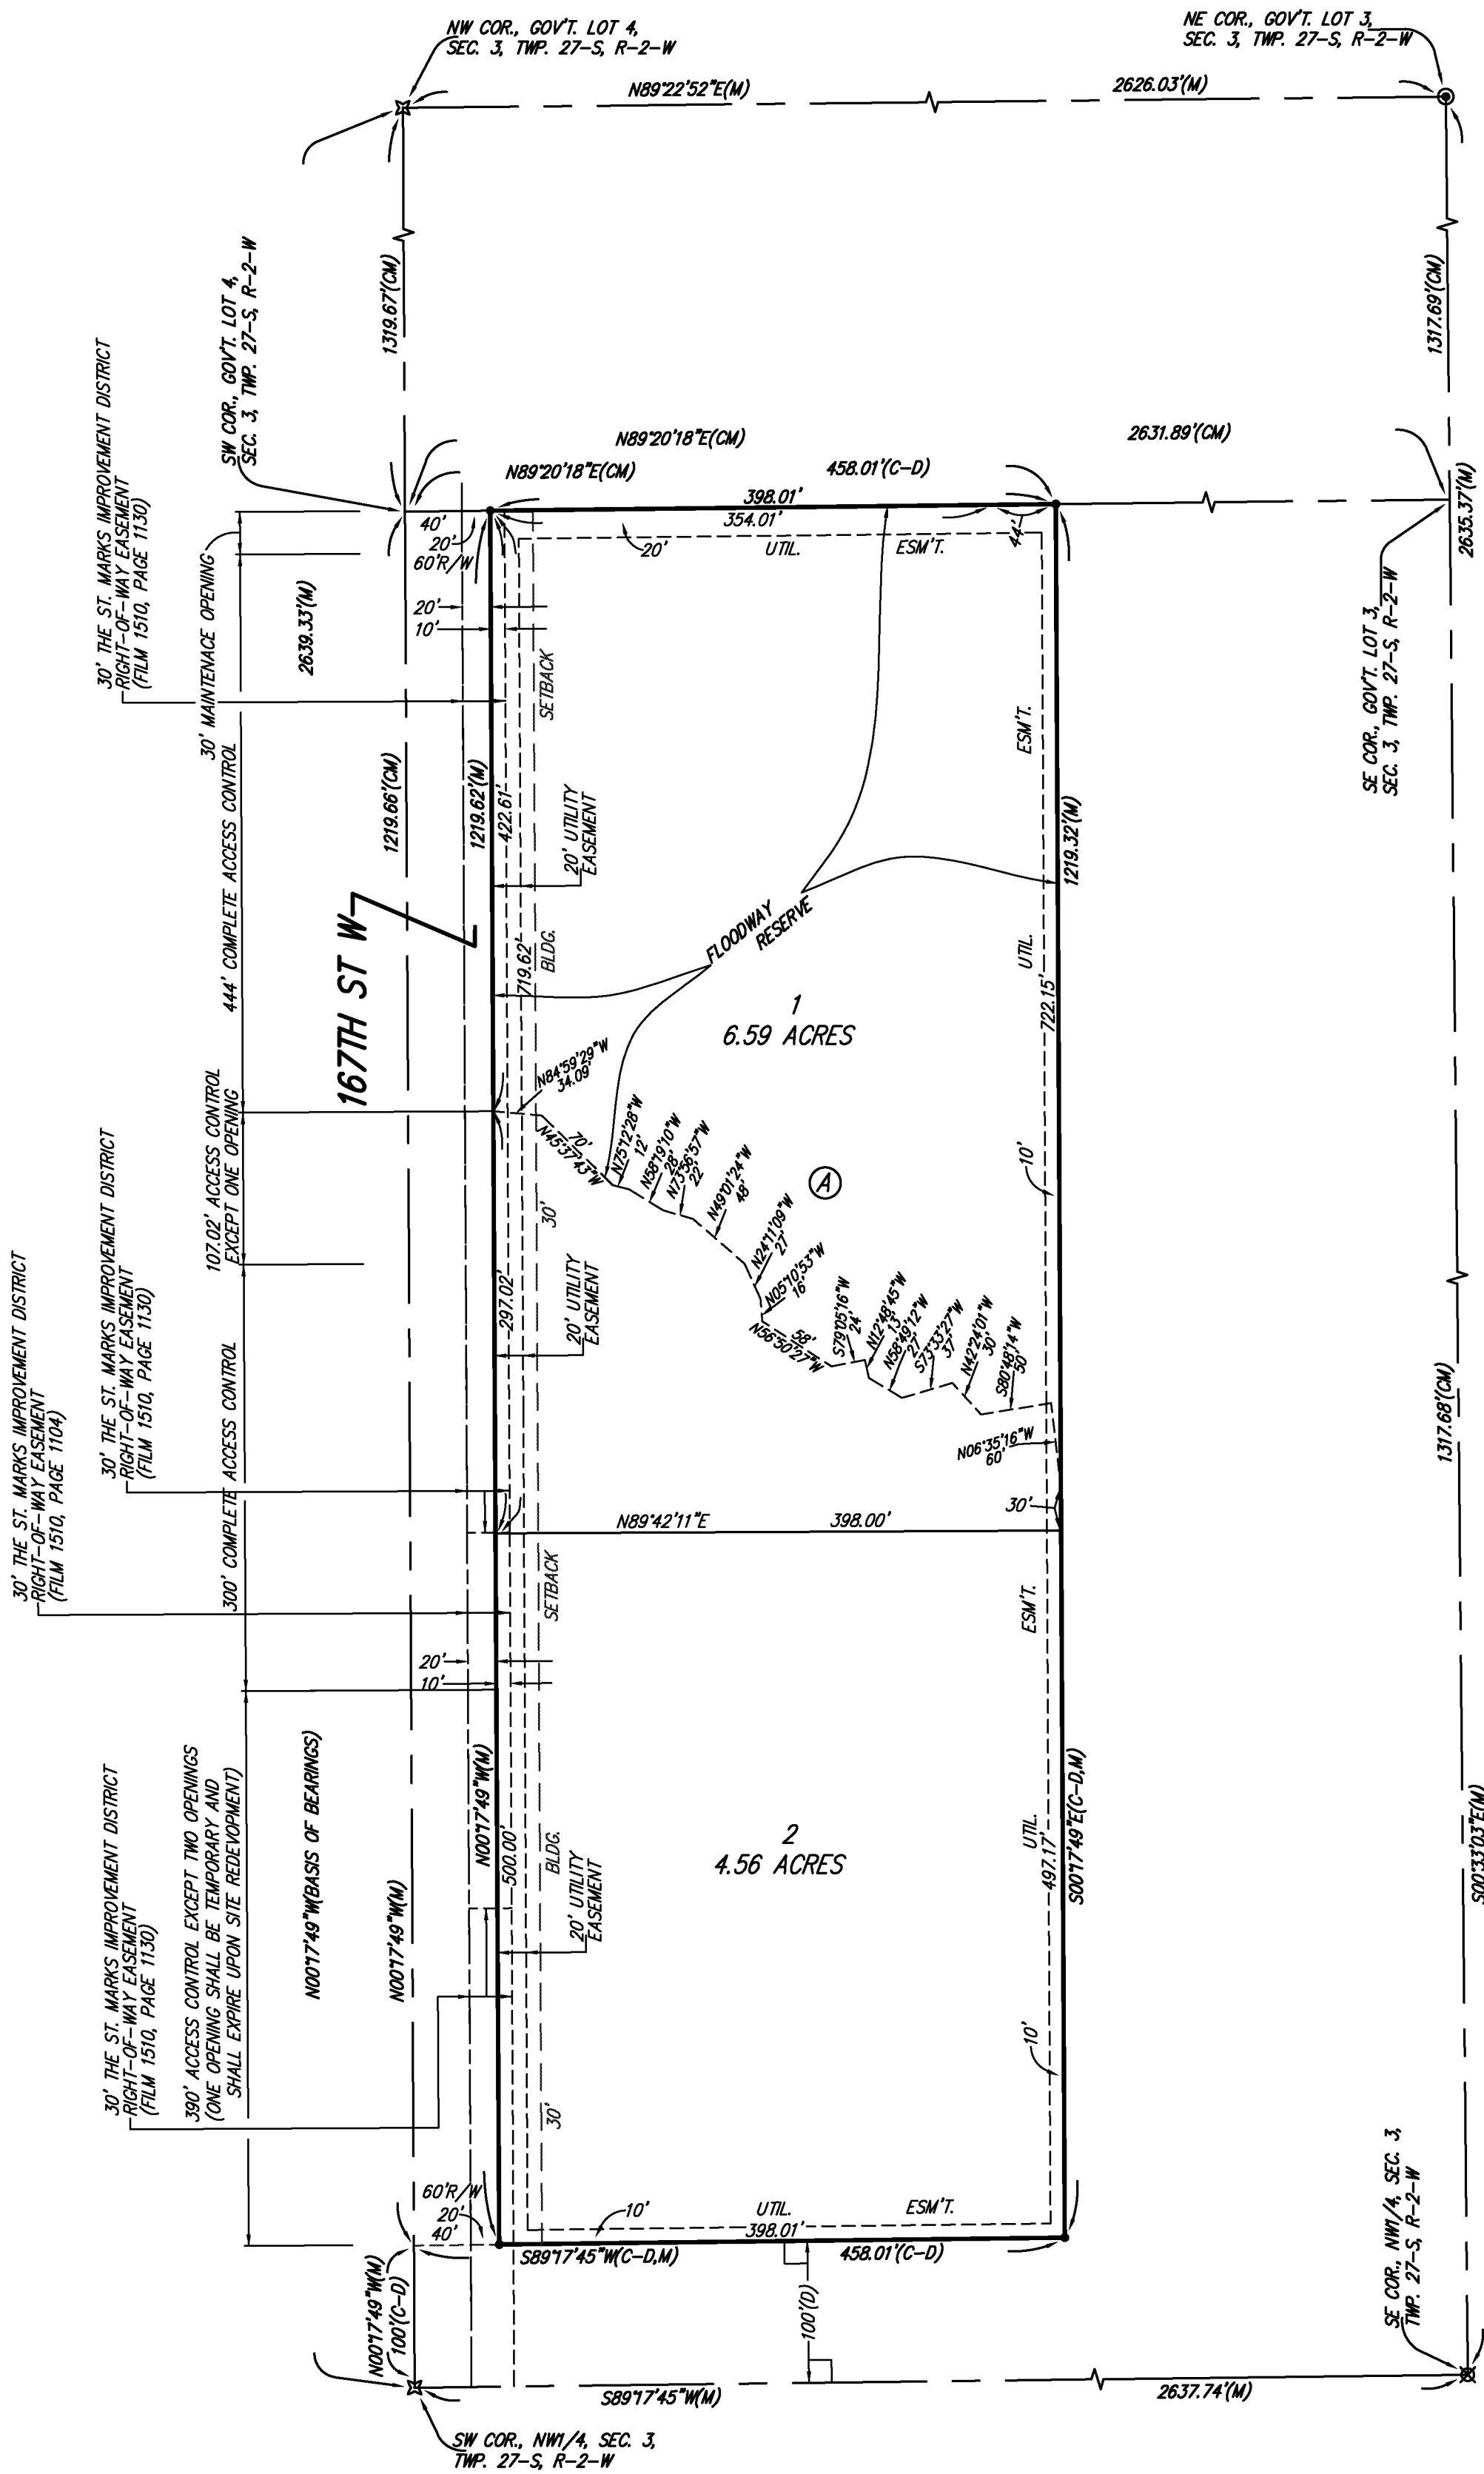 NW COR., GOV'T. LOT 4,
SEC. 3, TWP. 27-S, R-2-W
NE COR., GOV'T. LOT 3,
SEC. 3, TWP. 27-S, R-2-W
N89°22'52"E(M)
2626.03'(M)
1319.67'(CM)
1317.69'(CM)
SW COR., GOV'T. LOT 4,
SEC. 3, TWP. 27-S, R-2-W
30' THE ST. MARKS IMPROVEMENT DISTRICT
RIGHT-OF-WAY EASEMENT
(FILM 1510, PAGE 1130)
N89°20'18"E(CM)
2631.89'(CM)
N89°20'18"E(CM)
458.01'(C-D)
398.01'
354.01'
40'
20'
60'R/W
20'
UTIL.
ESM'T.
44'
2635.37'(M)
30' MAINTENACE OPENING
2639.33'(M)
20'
10'
SETBACK
ESM'T.
SE COR., GOV'T. LOT 3,
SEC. 3, TWP. 27-S, R-2-W
444' COMPLETE ACCESS CONTROL
1219.66'(CM)
1219.62'(M)
422.61'
20' UTILITY
EASEMENT
1219.32'(M)
167TH ST W
719.62'
BLDG.
FLOODWAY
RESERVE
UTIL.
722.15'
1
6.59 ACRES
107.02' ACCESS CONTROL
EXCEPT ONE OPENING
N84°59'29"W
34.09'
70'
N45°37'43"W
N75°12'28"W
12'
N58°19'10"W
28'
N73°56'57"W
22'
N49°01'24"W
48'
A
10'
30'
N24°11'09"W
27'
N05°10'53"W
16'
58'
N56°50'27"W
S79°05'16"W
24'
N12°48'45"W
13'
N58°49'12"W
27'
S73°33'27"W
37'
N42°24'01"W
30'
S80°48'14"W
50'
N06°35'16"W
60'
30'
297.02'
20' UTILITY
EASEMENT
30' THE ST. MARKS IMPROVEMENT DISTRICT
RIGHT-OF-WAY EASEMENT
(FILM 1510, PAGE 1130)
30' THE ST. MARKS IMPROVEMENT DISTRICT
RIGHT-OF-WAY EASEMENT
(FILM 1510, PAGE 1104)
300' COMPLETE ACCESS CONTROL
1317.68'(CM)
N89°42'11"E
398.00'
SETBACK
ESM'T.
20'
10'
30' THE ST. MARKS IMPROVEMENT DISTRICT
RIGHT-OF-WAY EASEMENT
(FILM 1510, PAGE 1130)
390' ACCESS CONTROL EXCEPT TWO OPENINGS
(ONE OPENING SHALL BE TEMPORARY AND
SHALL EXPIRE UPON SITE REDEVOPMENT)
N00°17'49"W(BASIS OF BEARINGS)
N00°17'49"W(M)
N00°17'49"W(M)
500.00'
BLDG.
20' UTILITY
EASEMENT
2
4.56 ACRES
UTIL.
497.17'
S00°17'49"E(C-D,M)
S00°33'03"E(M)
10'
30'
60'R/W
20'
40'
10'
UTIL.
ESM'T.
398.01'
S89°17'45"W(C-D,M)
458.01'(C-D)
N00°17'49"W(M)
100'(C-D)
100'(D)
SE COR., NW1/4, SEC. 3,
TWP. 27-S, R-2-W
S89°17'45"W(M)
2637.74'(M)
SW COR., NW1/4, SEC. 3,
TWP. 27-S, R-2-W